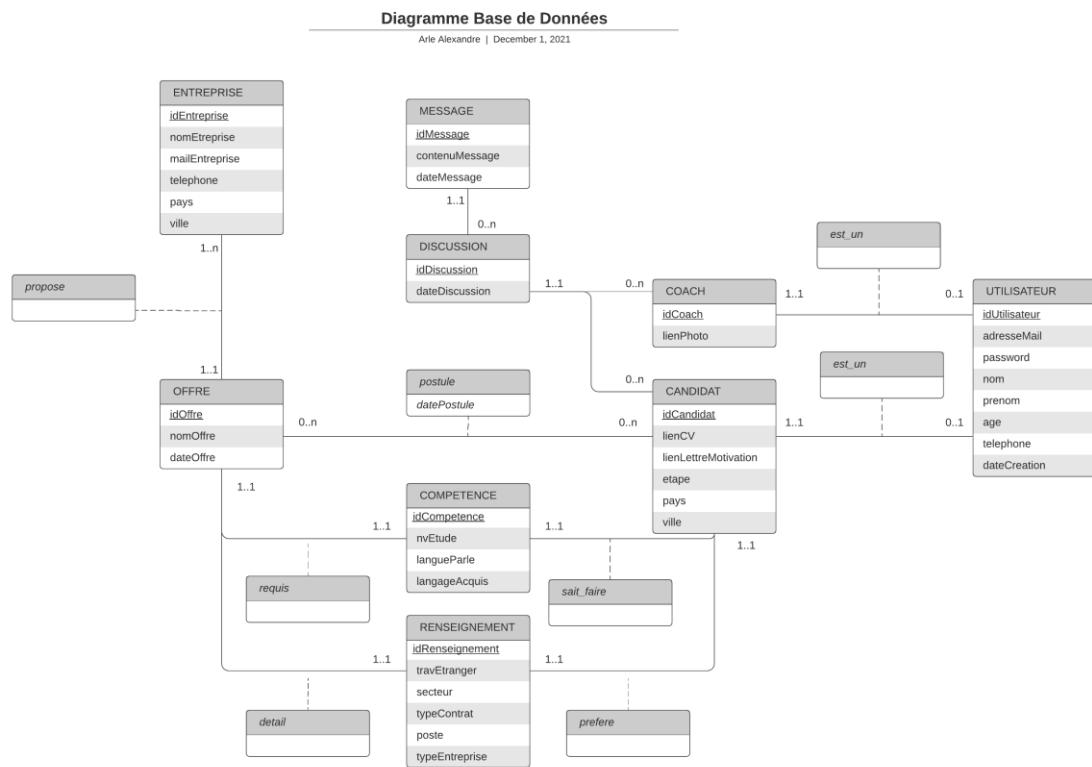 Diagramme Base de Données
Arle Alexandre | December 1, 2021
ENTREPRISE
idEntreprise
nomEtreprise
mailEntreprise
telephone
pays
ville
1..n
MESSAGE
idMessage
contenuMessage
dateMessage
1..1
0..n
DISCUSSION
idDiscussion
dateDiscussion
1..1
0..n
0..n
est_un
COACH
idCoach
lienPhoto
1..1
0..1
UTILISATEUR
idUtilisateur
adresseMail
password
nom
prenom
age
telephone
dateCreation
propose
1..1
est_un
OFFRE
idOffre
nomOffre
dateOffre
postule
datePostule
0..n
0..n
CANDIDAT
idCandidat
lienCV
lienLettreMotivation
etape
pays
ville
1..1
0..1
1..1
1..1
COMPETENCE
idCompetence
nvEtude
langueParle
langageAcquis
1..1
1..1
requis
sait_faire
RENSEIGNEMENT
idRenseignement
travEtranger
secteur
typeContrat
poste
typeEntreprise
1..1
1..1
detail
prefere